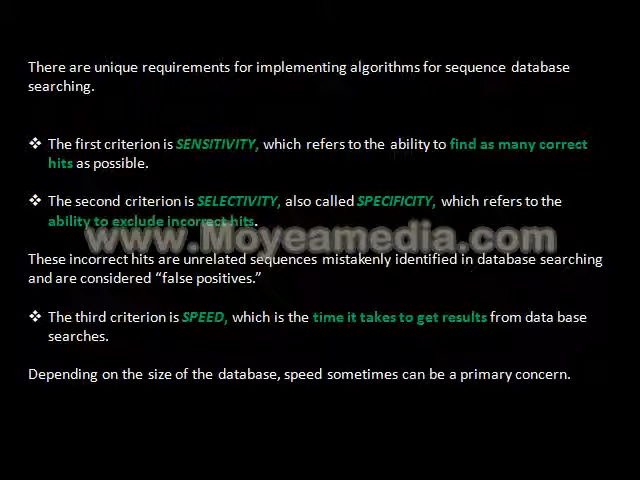 There are unique requirements for implementing algorithms for sequence database
searching.
❖ The first criterion is SENSITIVITY, which refers to the ability to find as many correct
hits as possible.
❖ The second criterion is SELECTIVITY, also called SPECIFICITY, which refers to the
ability to exclude incorrect hits.
www.Moyeamedia.com
These incorrect hits are unrelated sequences mistakenly identified in database searching
and are considered “false positives.”
❖ The third criterion is SPEED, which is the time it takes to get results from data base
searches.
Depending on the size of the database, speed sometimes can be a primary concern.